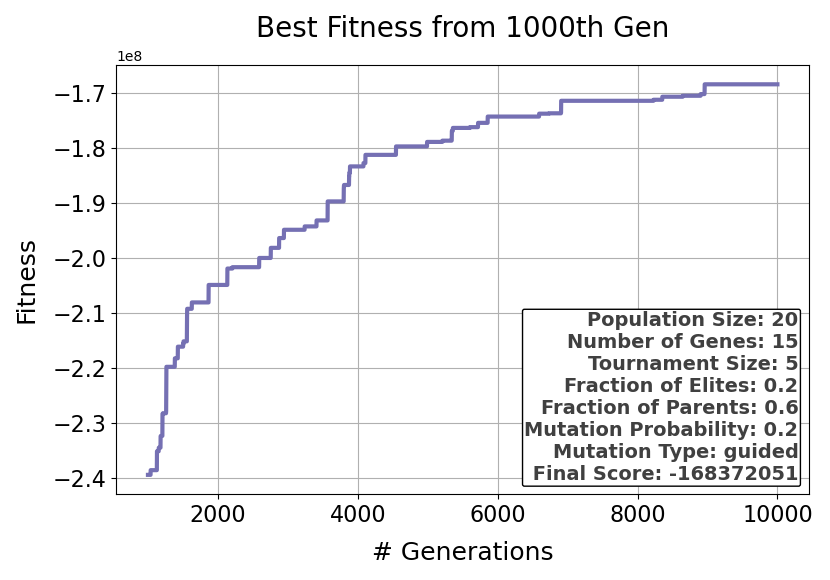 Best Fitness from 1000th Gen
1e8
−1.7
−1.8
−1.9
−2.0
−2.1
−2.2
−2.3
−2.4
Fitness
Population Size: 20
Number of Genes: 15
Tournament Size: 5
Fraction of Elites: 0.2
Fraction of Parents: 0.6
Mutation Probability: 0.2
Mutation Type: guided
Final Score: -168372051
2000 4000 6000 8000 10000
# Generations